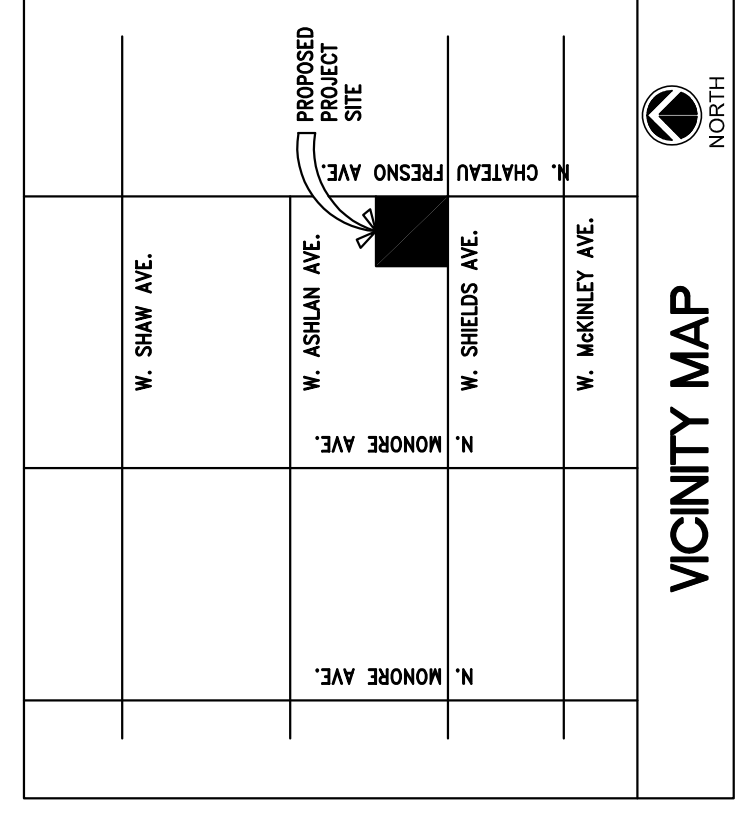 PROPOSED
PROJECT
SITE
N. CHATEAU FRESNO AVE.
W. SHAW AVE.
W. ASHLAN AVE.
W. SHIELDS AVE.
W. McKINLEY AVE.
N. MONORE AVE.
N. MONORE AVE.
VICINITY MAP
NORTH